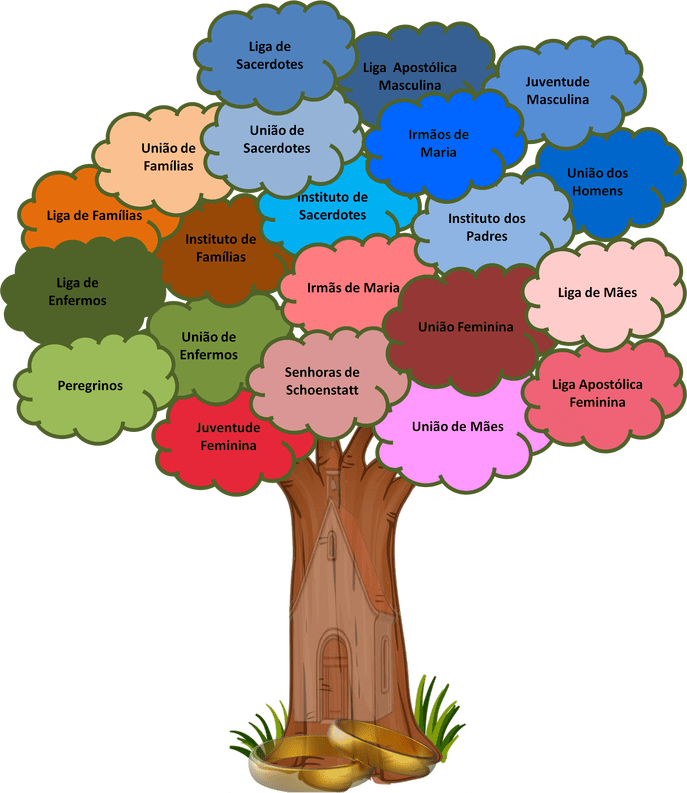 Liga de
Sacerdotes
Liga Apostólica
Masculina
Juventude
Masculina
União de
Famílias
União de
Sacerdotes
Irmãos de
Maria
União dos
Homens
Liga de Famílias
Instituto de
Famílias
Instituto de
Sacerdotes
Instituto dos
Padres
Liga de
Enfermos
Irmãs de Maria
União Feminina
Liga de Mães
União de
Enfermos
Peregrinos
Senhoras de
Schoenstatt
Liga Apostólica
Feminina
Juventude
Feminina
União de Mães